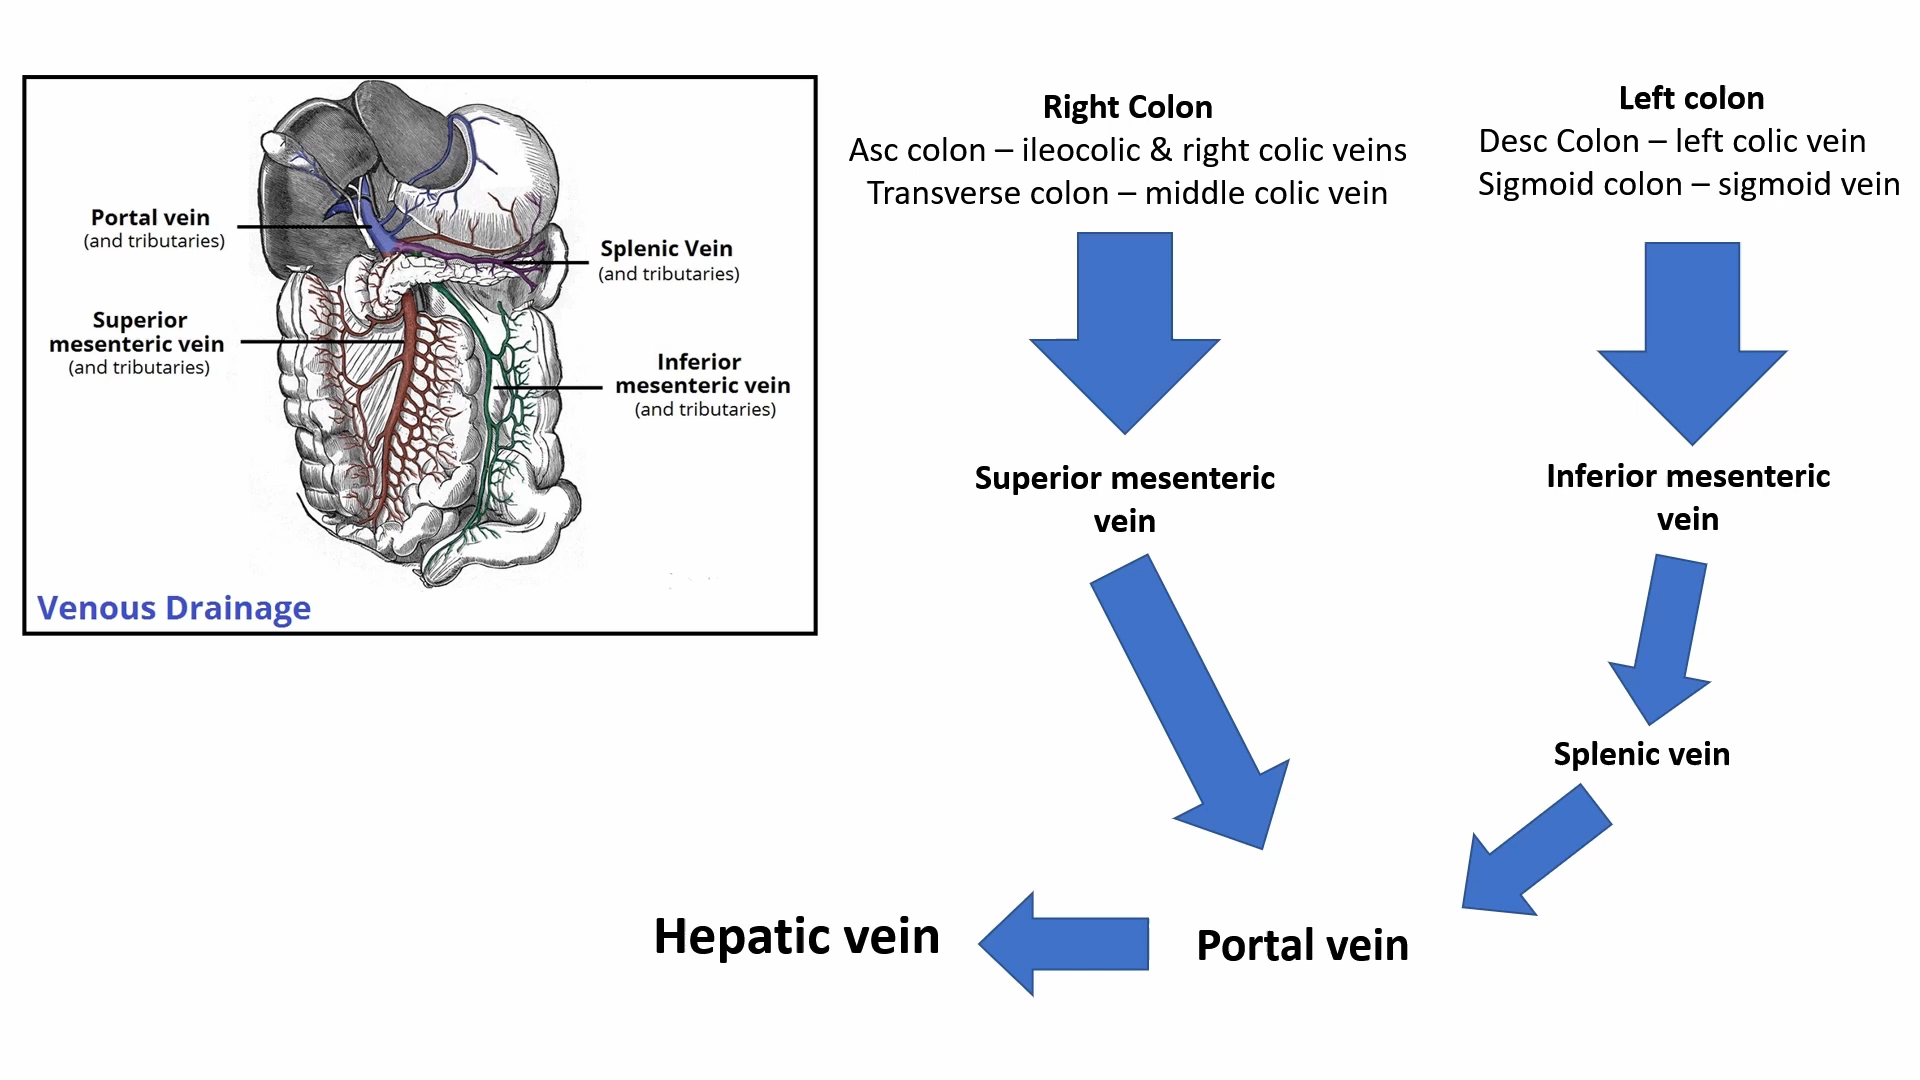 Portal vein
(and tributaries)
Superior
mesenteric vein
(and tributaries)
Splenic Vein
(and tributaries)
Inferior
mesenteric vein
(and tributaries)
Venous Drainage
Right Colon
Asc colon – ileocolic & right colic veins
Transverse colon – middle colic vein
Left colon
Desc Colon – left colic vein
Sigmoid colon – sigmoid vein
Superior mesenteric
vein
Inferior mesenteric
vein
Splenic vein
Portal vein
Hepatic vein